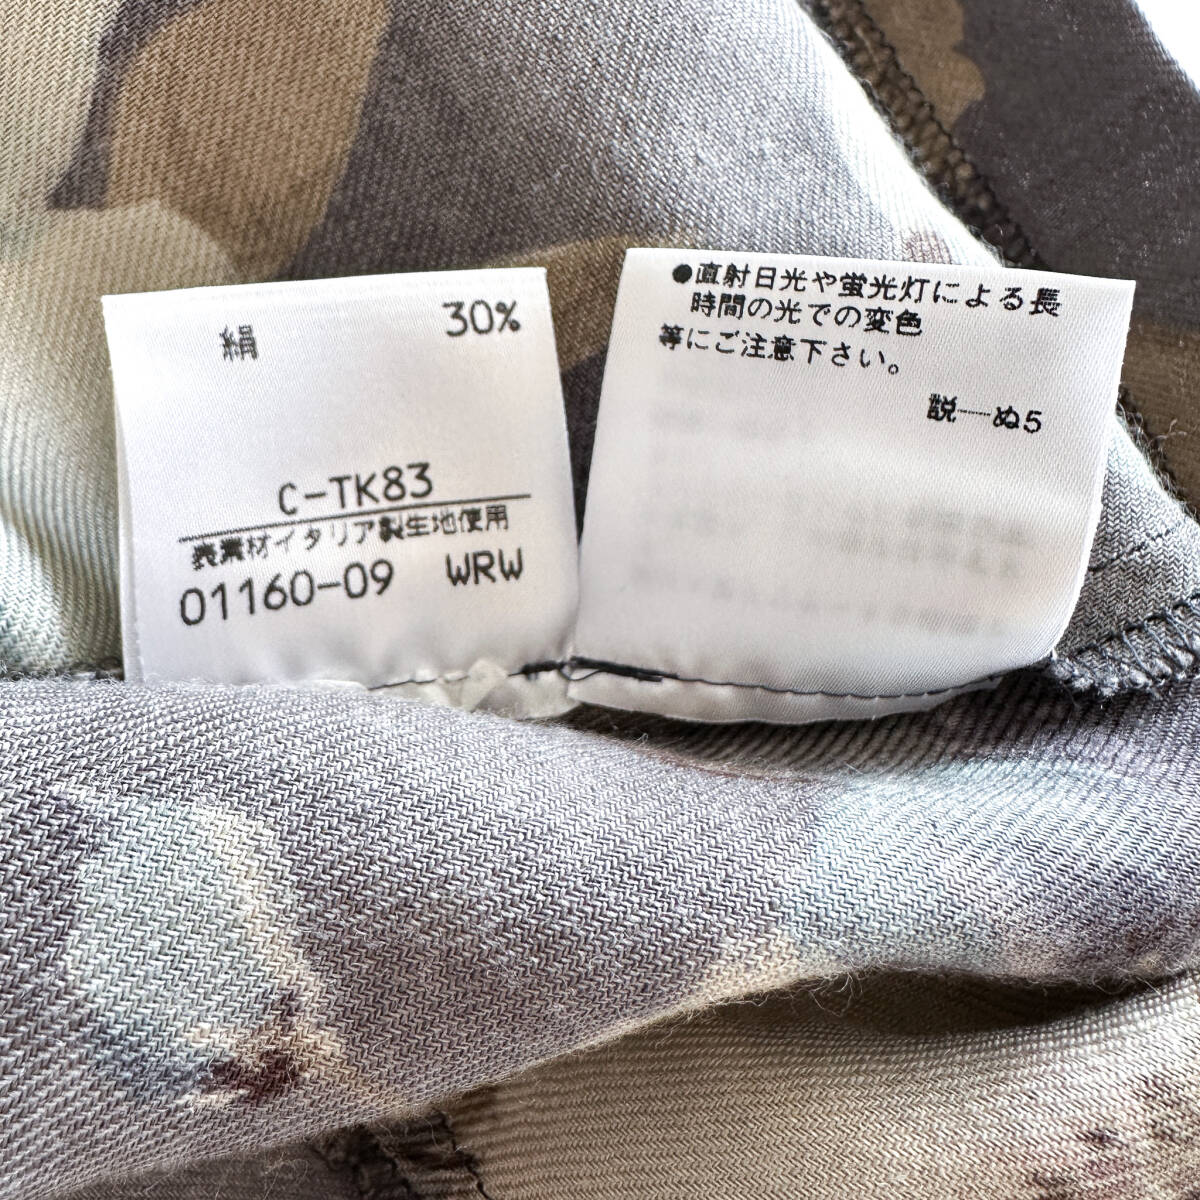 絹 30%
C-TK83
表素材イタリア製生地使用
01160-09 WRW
●直射日光や蛍光灯による長
時間の光での変色
等にご注意下さい。
説—ぬ5